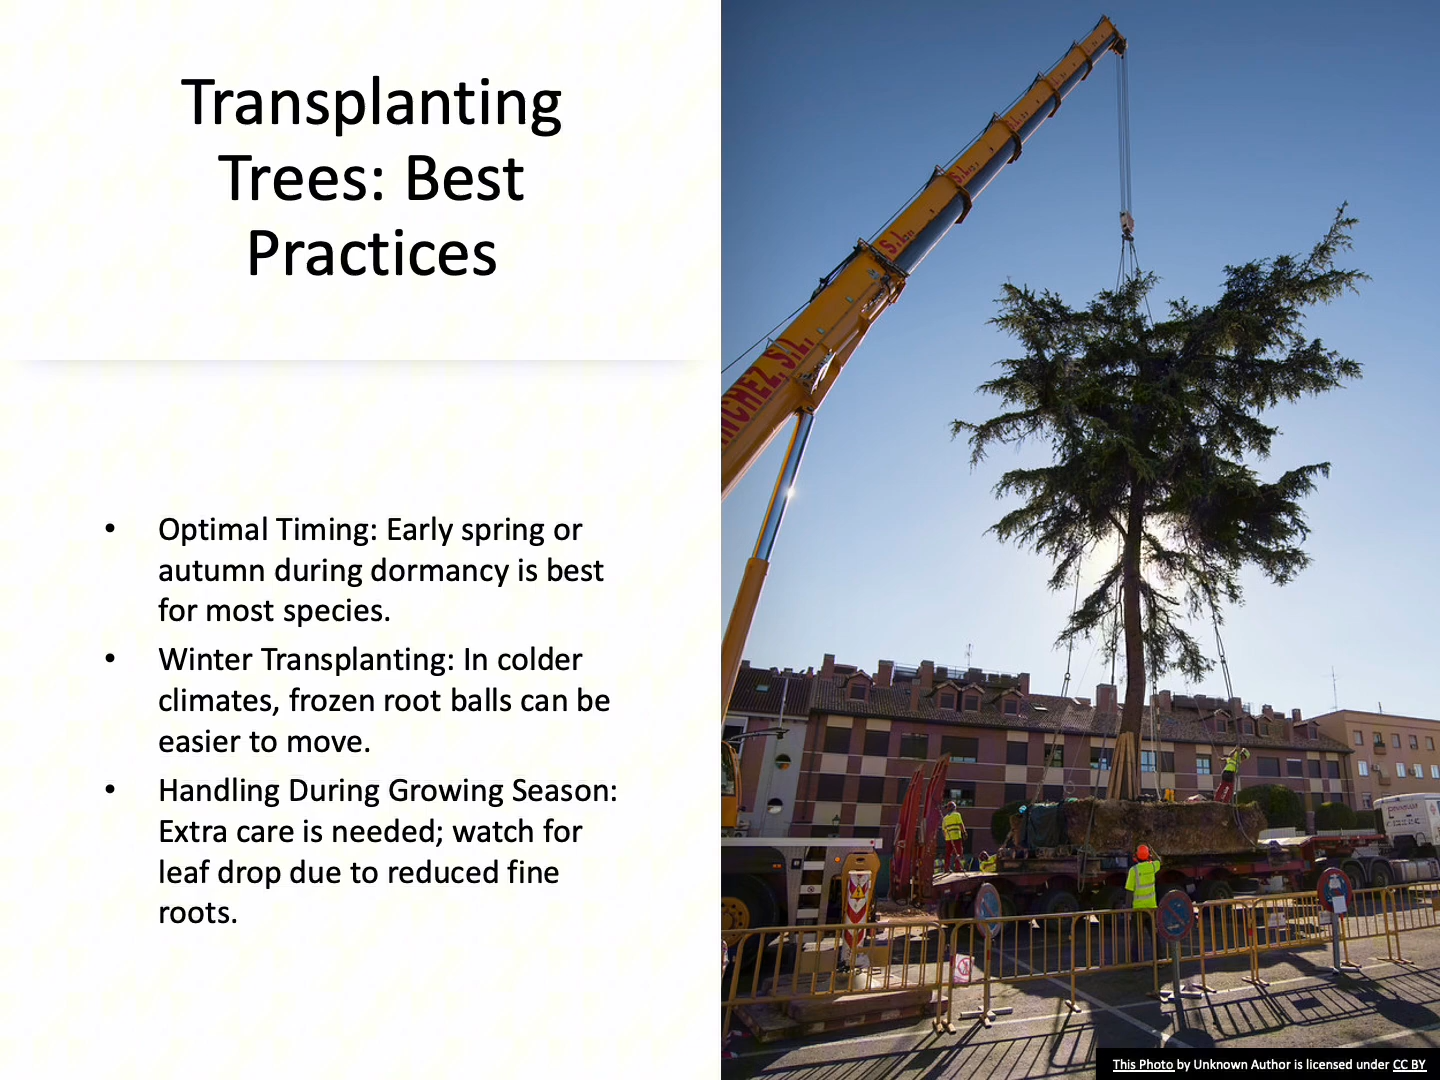 Transplanting
Trees: Best
Practices
• Optimal Timing: Early spring or
autumn during dormancy is best
for most species.
• Winter Transplanting: In colder
climates, frozen root balls can be
easier to move.
• Handling During Growing Season:
Extra care is needed; watch for
leaf drop due to reduced fine
roots.
S.L.
S.L.
NCHEZ, S.L.
This Photo by Unknown Author is licensed under CC BY